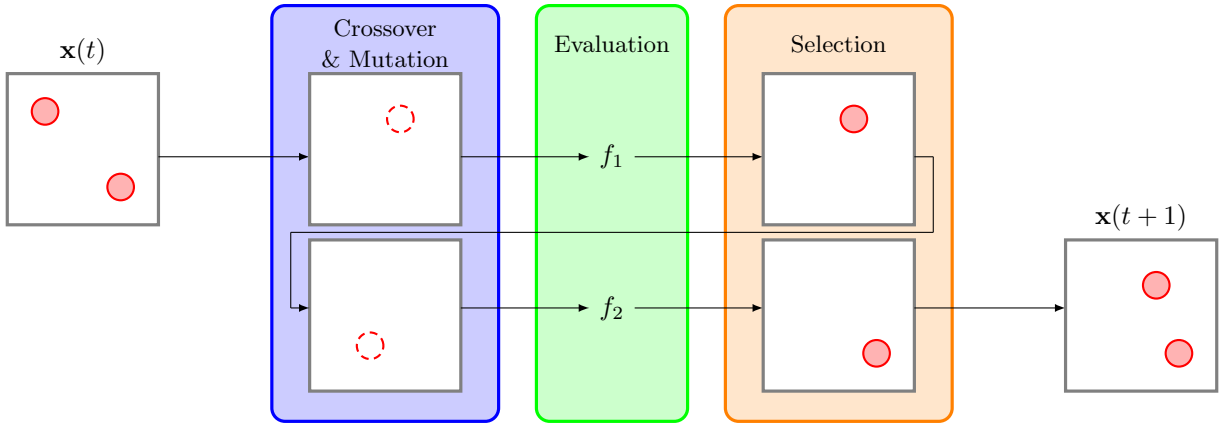 x(t)
Crossover
& Mutation
Evaluation
Selection
f₁
f₂
x(t + 1)